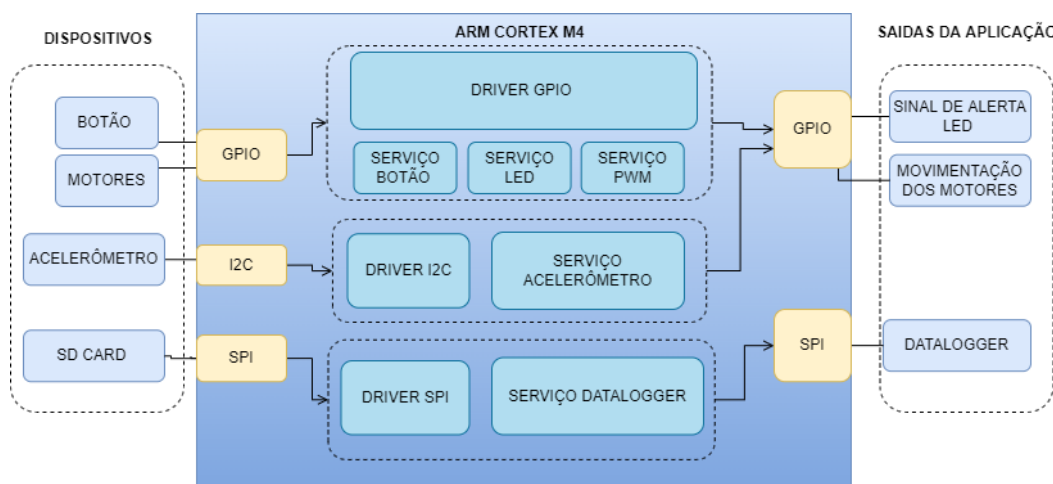 DISPOSITIVOS
ARM CORTEX M4
SAIDAS DA APLICAÇÃO
BOTÃO
MOTORES
ACELERÔMETRO
SD CARD
GPIO
I2C
SPI
DRIVER GPIO
SERVIÇO
BOTÃO
SERVIÇO
LED
SERVIÇO
PWM
DRIVER I2C
SERVIÇO
ACELERÔMETRO
DRIVER SPI
SERVIÇO DATALOGGER
GPIO
SPI
SINAL DE ALERTA
LED
MOVIMENTAÇÃO
DOS MOTORES
DATALOGGER